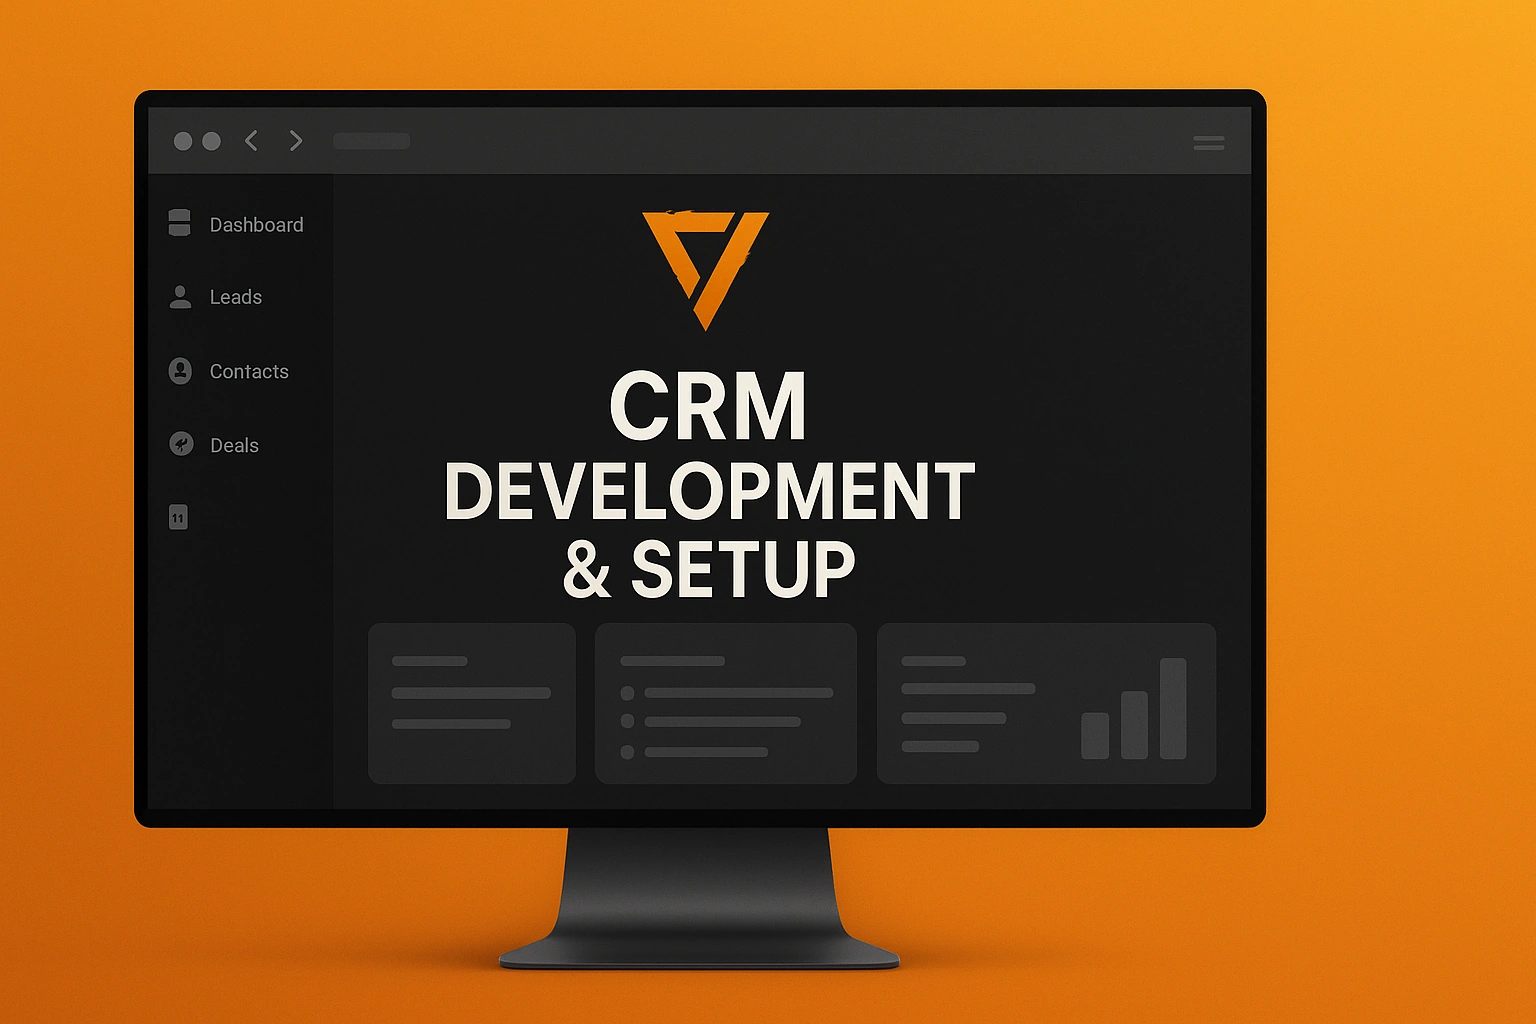 Dashboard
Leads
Contacts
Deals
11
CRM
DEVELOPMENT
& SETUP